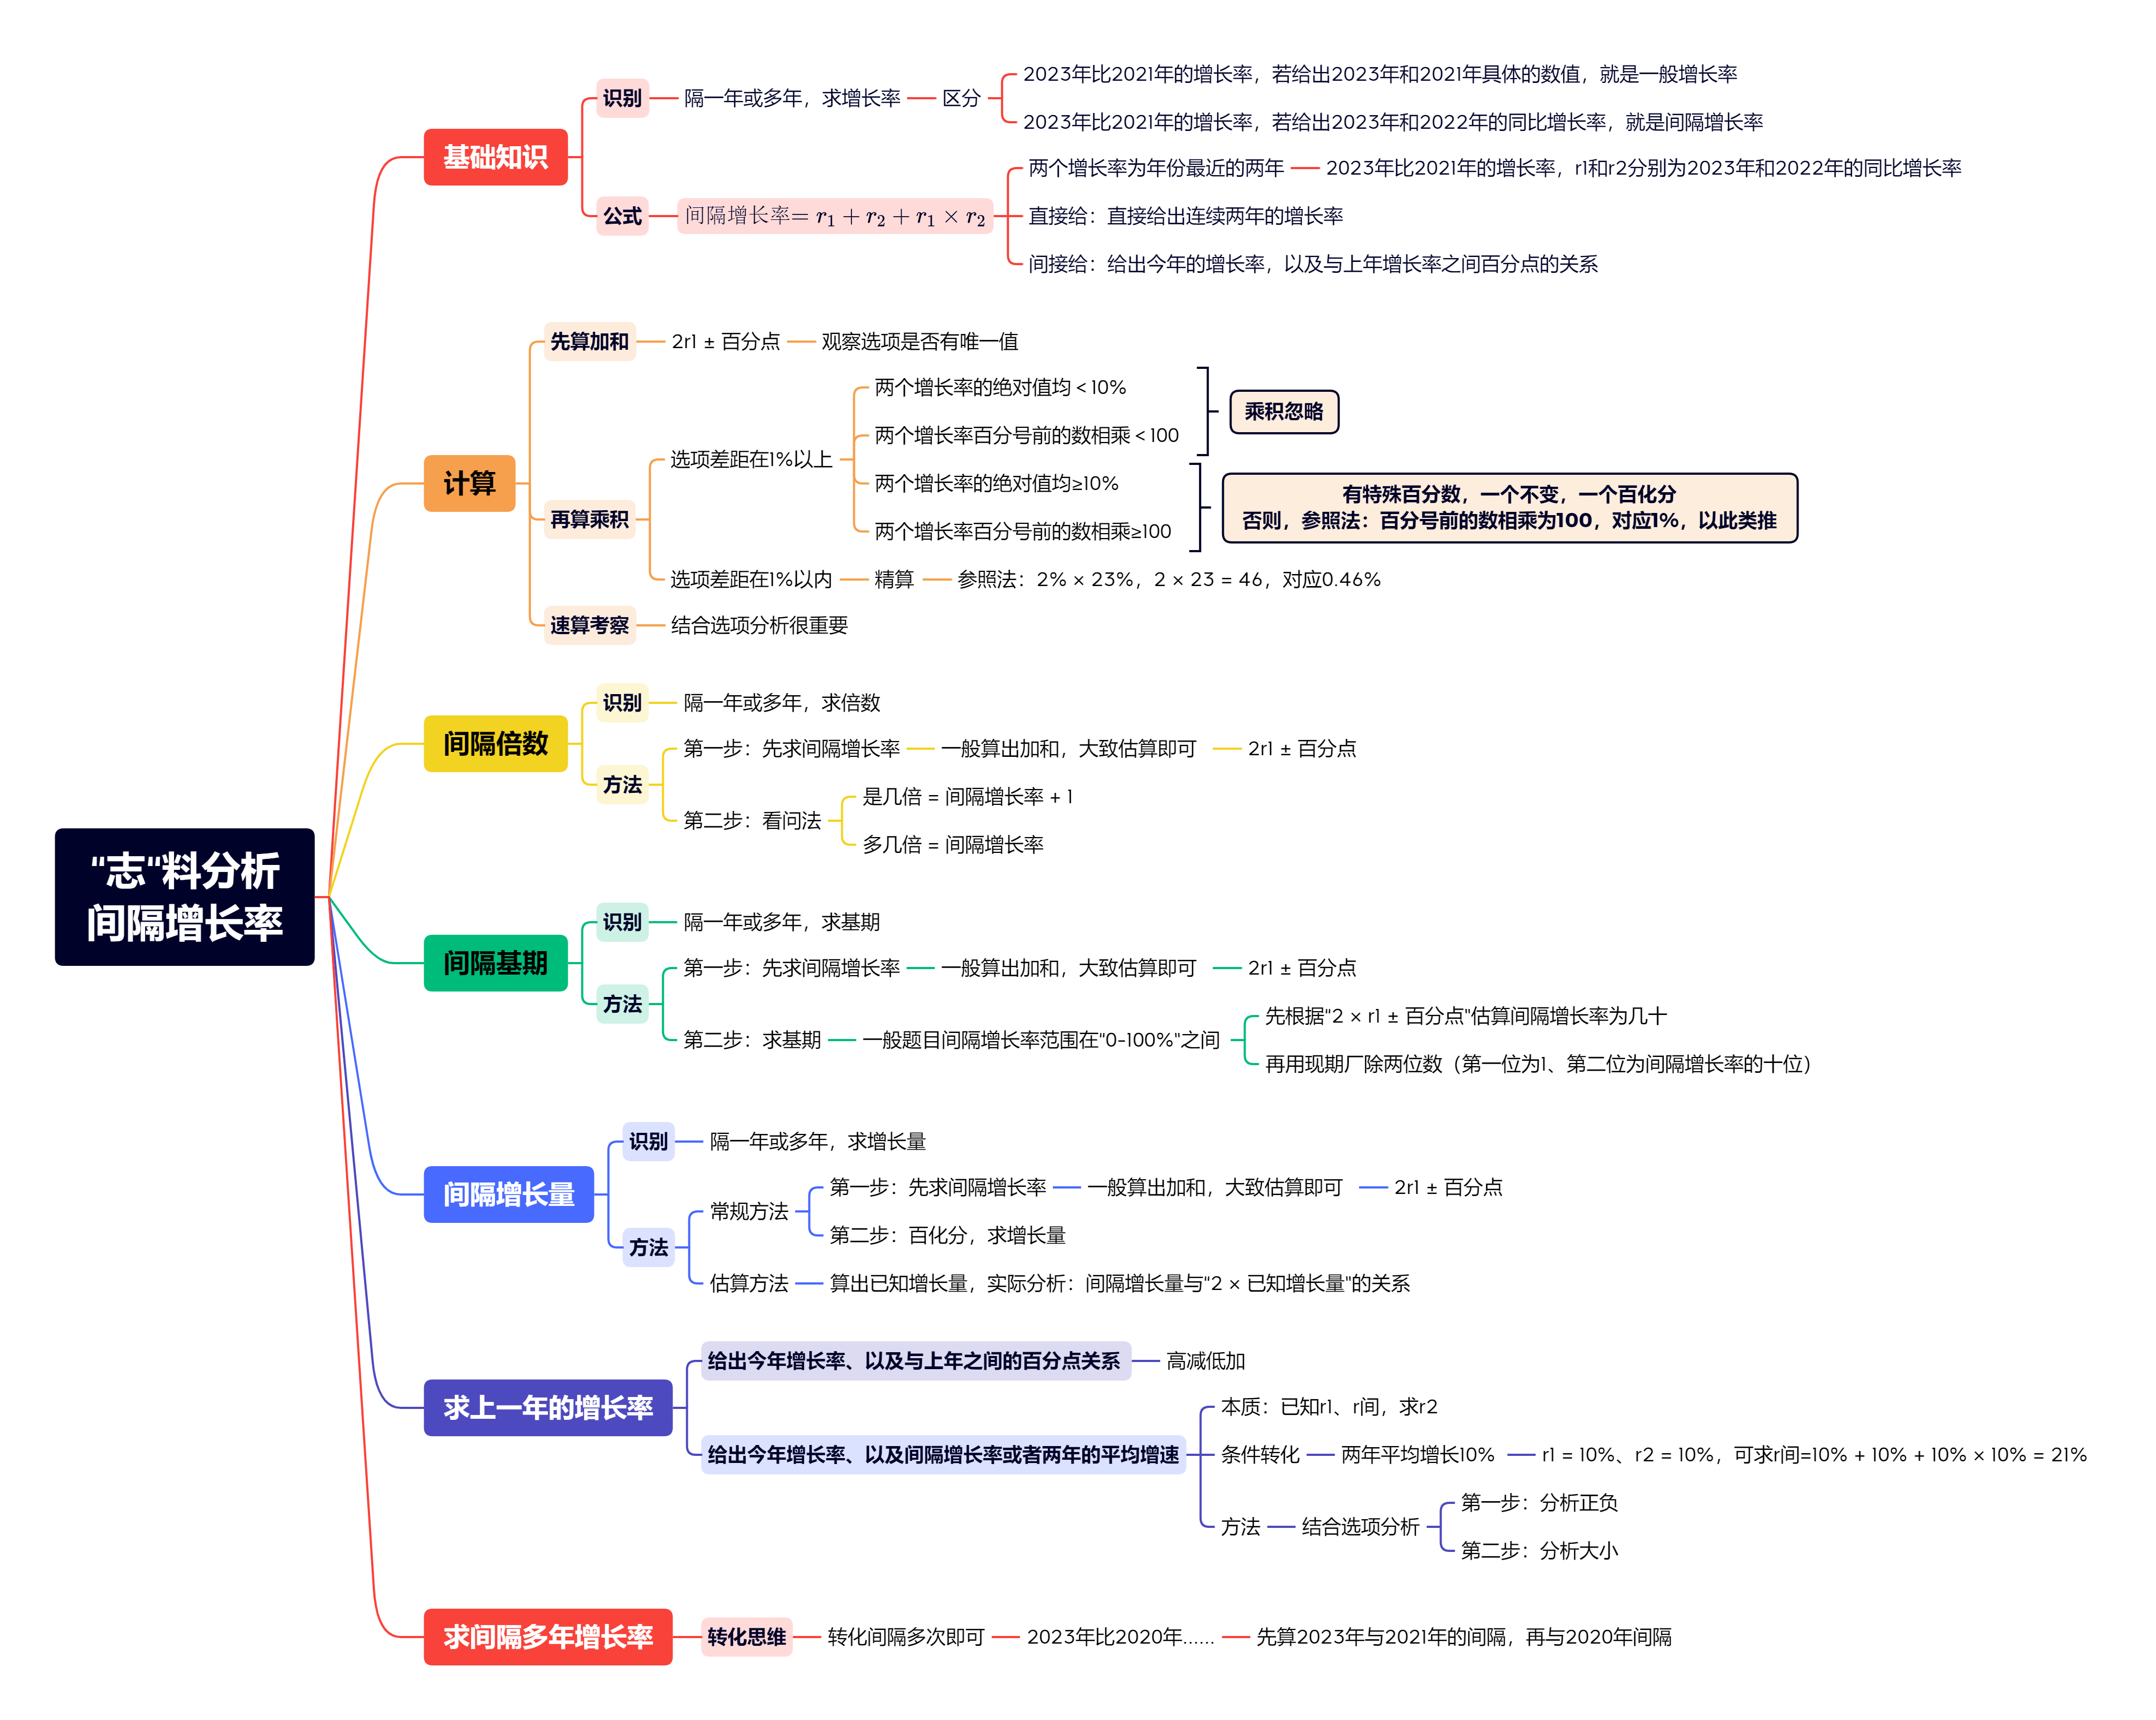 “志“料分析
间隔增长率
基础知识
识别
隔一年或多年，求增长率
区分
2023年比2021年的增长率，若给出2023年和2021年具体的数值，就是一般增长率
2023年比2021年的增长率，若给出2023年和2022年的同比增长率，就是间隔增长率
公式
间隔增长率= r₁ + r₂ + r₁ × r₂
两个增长率为年份最近的两年
2023年比2021年的增长率，r1和r2分别为2023年和2022年的同比增长率
直接给：直接给出连续两年的增长率
间接给：给出今年的增长率，以及与上年增长率之间百分点的关系
计算
先算加和
2r1 ± 百分点
观察选项是否有唯一值
再算乘积
选项差距在1%以上
两个增长率的绝对值均＜10%
两个增长率百分号前的数相乘＜100
乘积忽略
两个增长率的绝对值均≥10%
两个增长率百分号前的数相乘≥100
有特殊百分数，一个不变，一个百化分
否则，参照法：百分号前的数相乘为100，对应1%，以此类推
选项差距在1%以内
精算
参照法：2% × 23%，2 × 23 = 46，对应0.46%
速算考察
结合选项分析很重要
间隔倍数
识别
隔一年或多年，求倍数
方法
第一步：先求间隔增长率
一般算出加和，大致估算即可
2r1 ± 百分点
第二步：看问法
是几倍 = 间隔增长率 + 1
多几倍 = 间隔增长率
间隔基期
识别
隔一年或多年，求基期
方法
第一步：先求间隔增长率
一般算出加和，大致估算即可
2r1 ± 百分点
第二步：求基期
一般题目间隔增长率范围在"0-100%"之间
先根据"2 × r1 ± 百分点"估算间隔增长率为几十
再用现期厂除两位数（第一位为1、第二位为间隔增长率的十位）
间隔增长量
识别
隔一年或多年，求增长量
方法
常规方法
第一步：先求间隔增长率
一般算出加和，大致估算即可
2r1 ± 百分点
第二步：百化分，求增长量
估算方法
算出已知增长量，实际分析：间隔增长量与"2 × 已知增长量"的关系
求上一年的增长率
给出今年增长率、以及与上年之间的百分点关系
高减低加
给出今年增长率、以及间隔增长率或者两年的平均增速
本质：已知r1、r间，求r2
条件转化
两年平均增长10%
r1 = 10%、r2 = 10%，可求r间=10% + 10% + 10% × 10% = 21%
方法
结合选项分析
第一步：分析正负
第二步：分析大小
求间隔多年增长率
转化思维
转化间隔多次即可
2023年比2020年……
先算2023年与2021年的间隔，再与2020年间隔